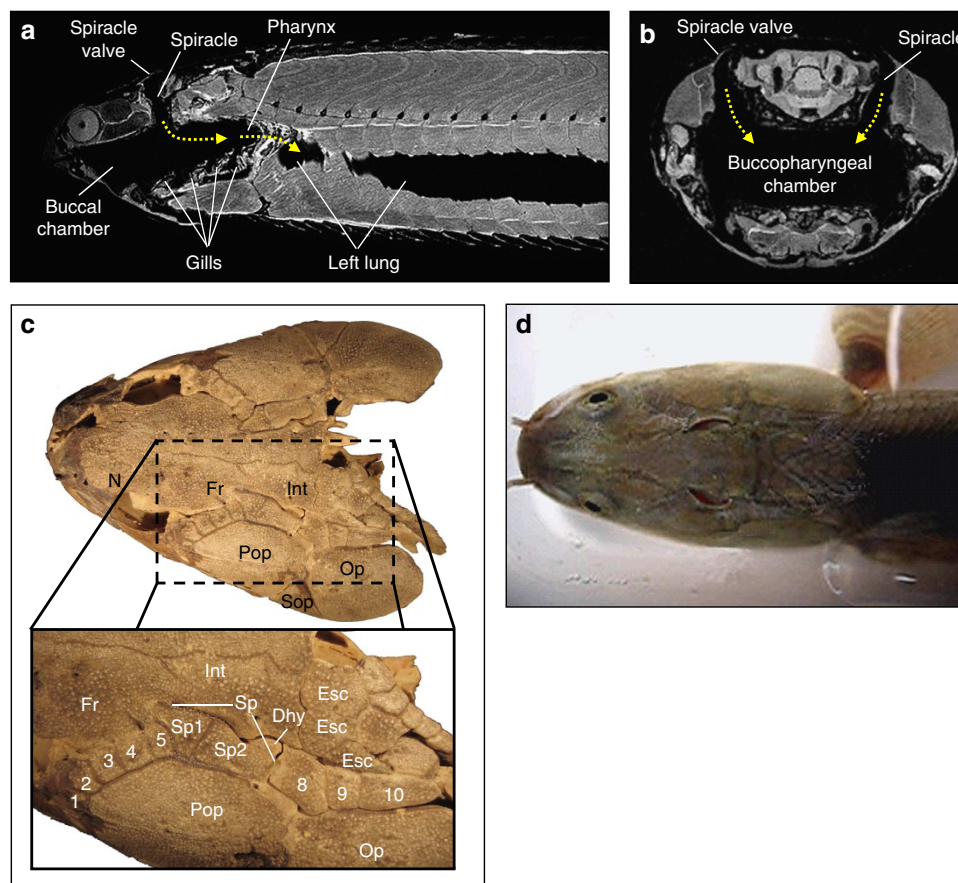 a
Spiracle
valve
Spiracle
Pharynx
Buccal
chamber
Gills
Left lung
b
Spiracle valve
Spiracle
Buccopharyngeal
chamber
c
N
Fr
Int
Pop
Op
Sop
Int
Esc
Fr
Sp
Dhy
Sp1
Esc
5
4
Sp2
3
Esc
2
8
9
10
1
Pop
Op
d